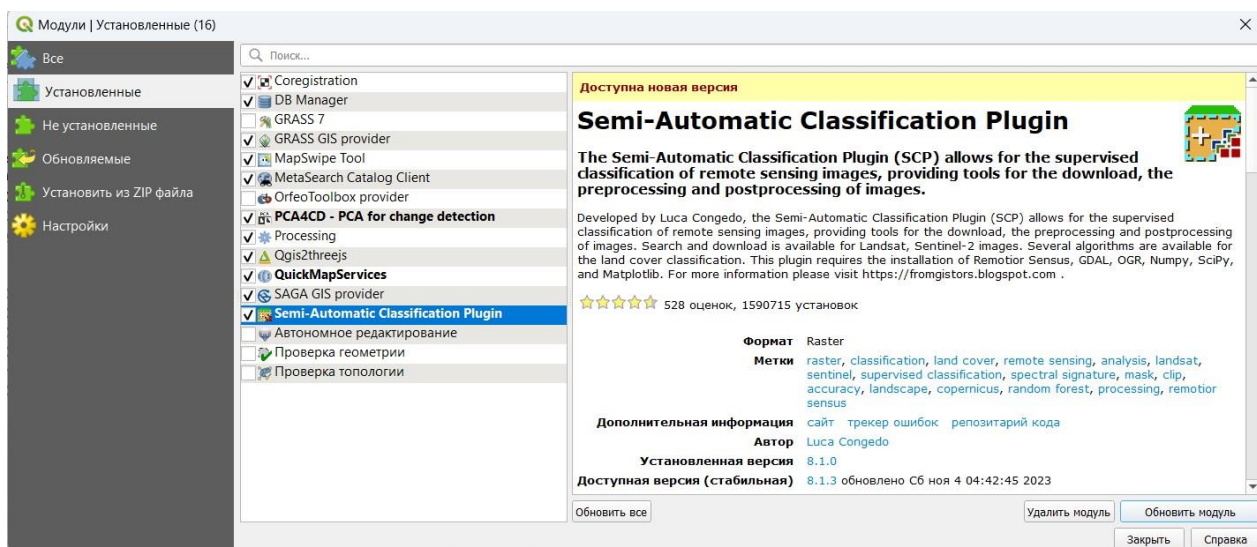 Модули | Установленные (16)
Все
Установленные
Не установленные
Обновляемые
Установить из ZIP файла
Настройки
Поиск...
Coregistration
DB Manager
GRASS 7
GRASS GIS provider
MapSwipe Tool
MetaSearch Catalog Client
OrfeoToolbox provider
PCA4CD - PCA for change detection
Processing
Qgis2threejs
QuickMapServices
SAGA GIS provider
Semi-Automatic Classification Plugin
Автономное редактирование
Проверка геометрии
Проверка топологии
Доступна новая версия
Semi-Automatic Classification Plugin
The Semi-Automatic Classification Plugin (SCP) allows for the supervised
classification of remote sensing images, providing tools for the download, the
preprocessing and postprocessing of images.
Developed by Luca Congedo, the Semi-Automatic Classification Plugin (SCP) allows for the supervised
classification of remote sensing images, providing tools for the download, the preprocessing and postprocessing
of images. Search and download is available for Landsat, Sentinel-2 images. Several algorithms are available for
the land cover classification. This plugin requires the installation of Remotior Sensus, GDAL, OGR, Numpy, SciPy,
and Matplotlib. For more information please visit https://fromgistors.blogspot.com .
528 оценок, 1590715 установок
Формат Raster
Метки raster, classification, land cover, remote sensing, analysis, landsat,
sentinel, supervised classification, spectral signature, mask, clip,
accuracy, landscape, copernicus, random forest, processing, remotior
sensus
Дополнительная информация сайт трекер ошибок репозитарий кода
Автор Luca Congedo
Установленная версия 8.1.0
Доступная версия (стабильная) 8.1.3 обновлено Сб ноя 4 04:42:45 2023
Обновить все
Удалить модуль
Обновить модуль
Закрыть
Справка